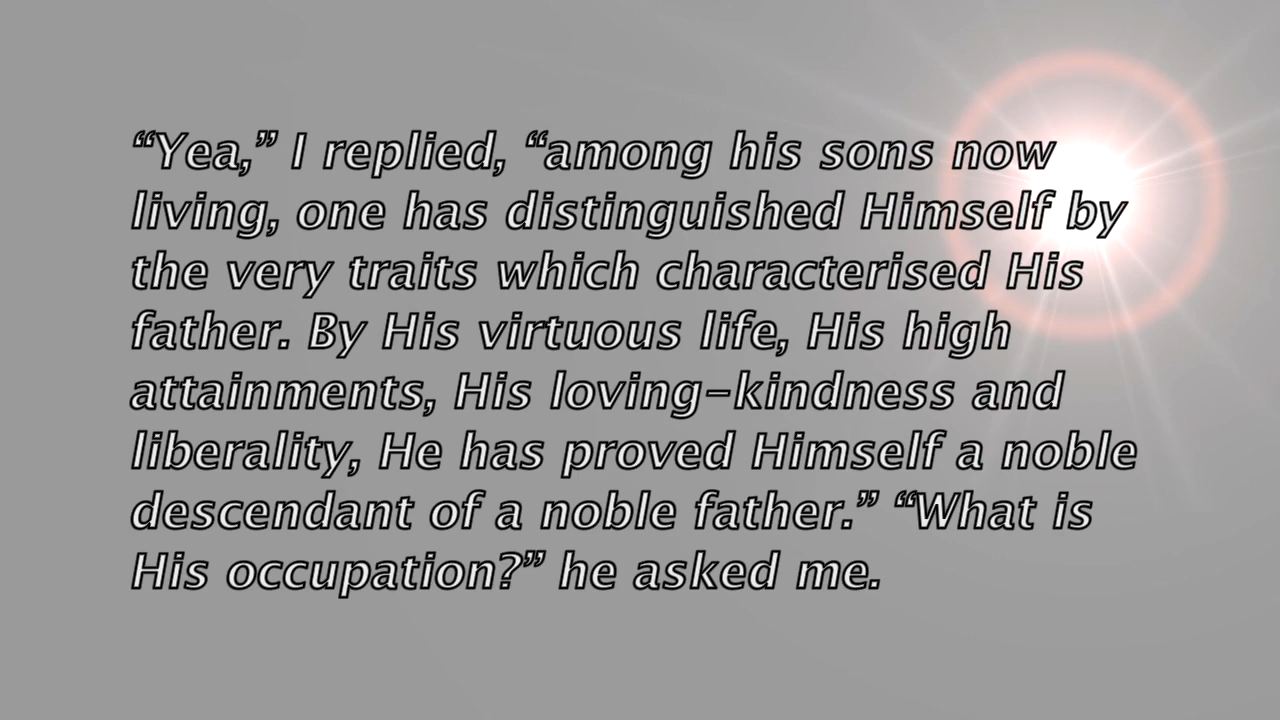 “Yea,” I replied, “among his sons now
living, one has distinguished Himself by
the very traits which characterised His
father. By His virtuous life, His high
attainments, His loving-kindness and
liberality, He has proved Himself a noble
descendant of a noble father.” “What is
His occupation?” he asked me.